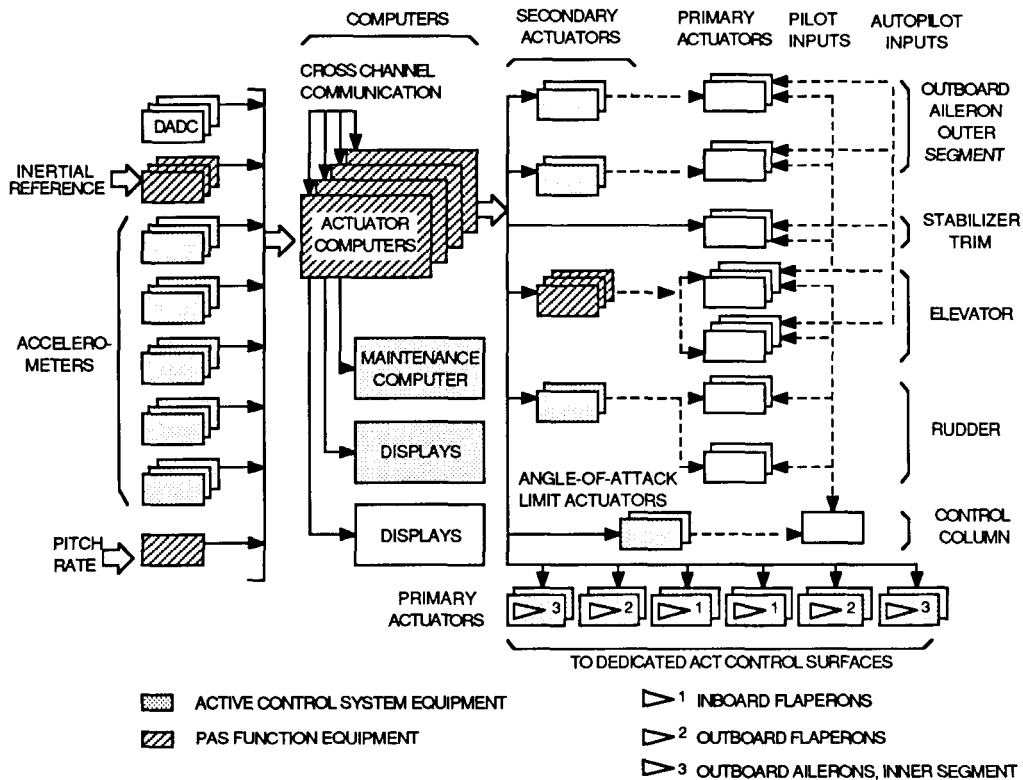 COMPUTERS
SECONDARY
ACTUATORS
PRIMARY
ACTUATORS
PILOT
INPUTS
AUTOPILOT
INPUTS
CROSS CHANNEL
COMMUNICATION
DADC
INERTIAL
REFERENCE
ACTUATOR
COMPUTERS
ACCELERO-
METERS
MAINTENANCE
COMPUTER
DISPLAYS
DISPLAYS
PITCH
RATE
OUTBOARD
AILERON
OUTER
SEGMENT
STABILIZER
TRIM
ELEVATOR
RUDDER
ANGLE-OF-ATTACK
LIMIT ACTUATORS
CONTROL
COLUMN
PRIMARY
ACTUATORS
3 2 1 1 2 3
TO DEDICATED ACT CONTROL SURFACES
ACTIVE CONTROL SYSTEM EQUIPMENT
PAS FUNCTION EQUIPMENT
1 INBOARD FLAPERONS
2 OUTBOARD FLAPERONS
3 OUTBOARD AILERONS, INNER SEGMENT